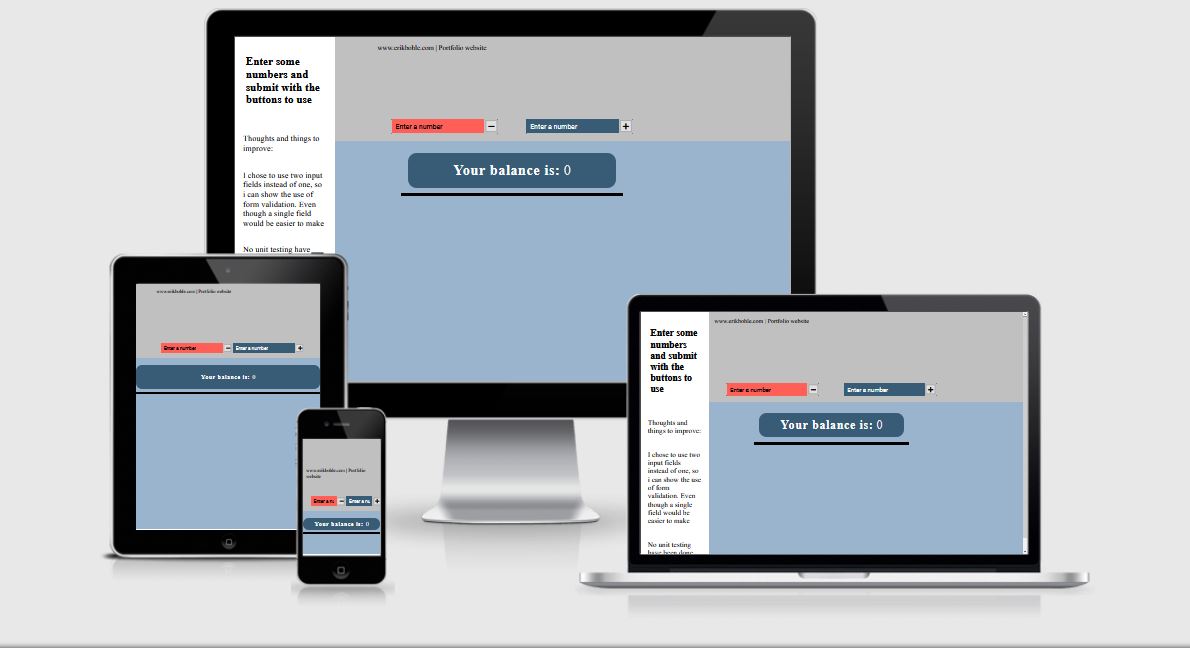 www.erikbohle.com | Portfolio website
Enter some
numbers and
submit with the
buttons to use
Enter a number
−
Enter a number
+
Thoughts and things to
improve:
Your balance is: 0
I chose to use two input
fields instead of one, so
i can show the use of
form validation. Even
though a single field
would be easier to make
No unit testing have
www.erikbohle.com | Portfolio website
Enter a number
−
Enter a number
+
Your balance is: 0
www.erikbohle.com | Portfolio
website
Enter a nu
−
Enter a nu
+
Your balance is: 0
www.erikbohle.com | Portfolio website
Enter some
numbers
and submit
with the
buttons to
use
Enter a number
−
Enter a number
+
Thoughts and
things to improve:
Your balance is: 0
I chose to use two
input fields
instead of one, so
i can show the use
of form
validation. Even
though a single
field would be
easier to make
No unit testing
have been done